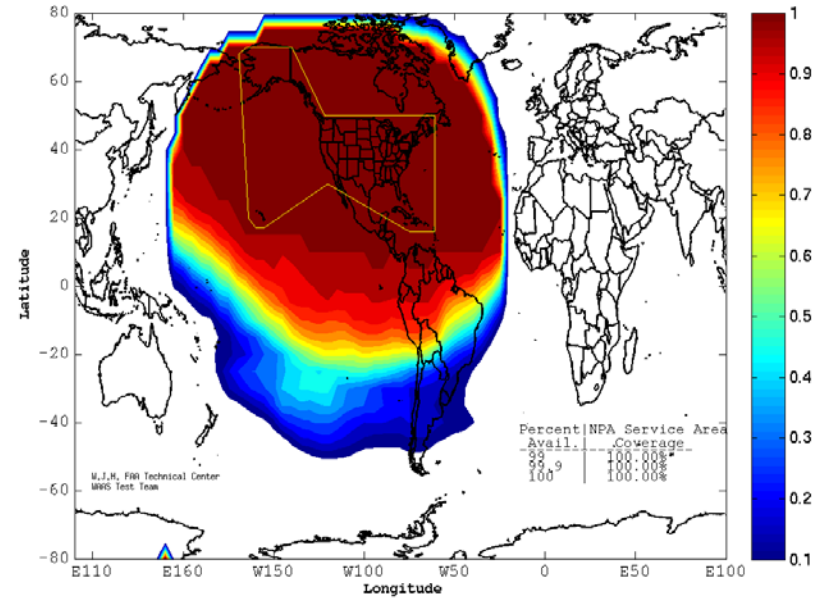 80
60
40
20
0
-20
-40
-60
-80
Latitude
E110 E160 W150 W100 W50 0 E50 E100
Longitude
1
0.9
0.8
0.7
0.6
0.5
0.4
0.3
0.2
0.1
Percent|NPA Service Area
Avail. | Coverage
99 | 100.00%
99.9 | 100.00%
100 | 100.00%
W.J.H. FAA Technical Center
WAAS Test Team